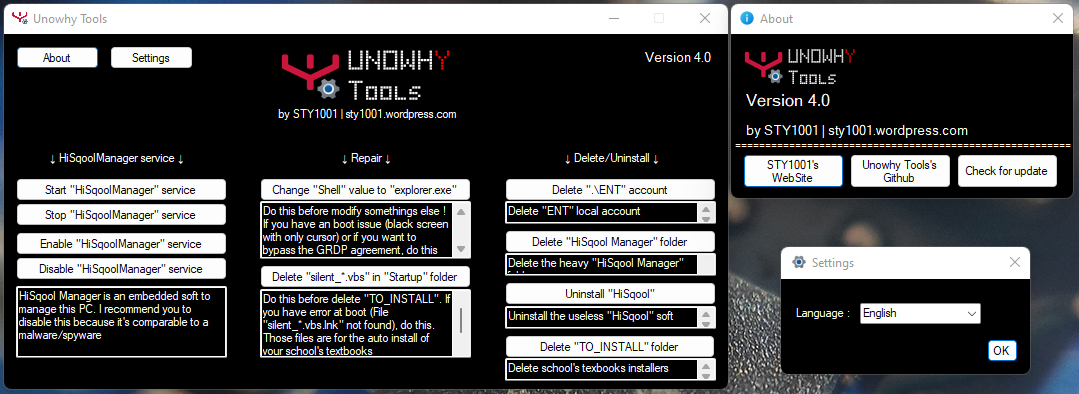 Unowhy Tools
About
Settings
UNOWHY
Tools
Version 4.0
by STY1001 | sty1001.wordpress.com
↓ HiSqoolManager service ↓
Start "HiSqoolManager" service
Stop "HiSqoolManager" service
Enable "HiSqoolManager" service
Disable "HiSqoolManager" service
HiSqool Manager is an embedded soft to
manage this PC. I recommend you to
disable this because it's comparable to a
malware/spyware
↓ Repair ↓
Change "Shell" value to "explorer.exe"
Do this before modify somethings else !
If you have an boot issue (black screen
with only cursor) or if you want to
bypass the GRDP agreement, do this
Delete "silent_*.vbs" in "Startup" folder
Do this before delete "TO_INSTALL". If
you have error at boot (File
"silent_*.vbs.lnk" not found), do this.
Those files are for the auto install of
your school's textbooks
↓ Delete/Uninstall ↓
Delete ".\ENT" account
Delete "ENT" local account
Delete "HiSqool Manager" folder
Delete the heavy "HiSqool Manager"
Uninstall "HiSqool"
Uninstall the useless "HiSqool" soft
Delete "TO_INSTALL" folder
Delete school's texbooks installers
About
UNOWHY
Tools
Version 4.0
by STY1001 | sty1001.wordpress.com
==================================================
STY1001's
WebSite
Unowhy Tools's
Github
Check for update
Settings
Language :
English
OK